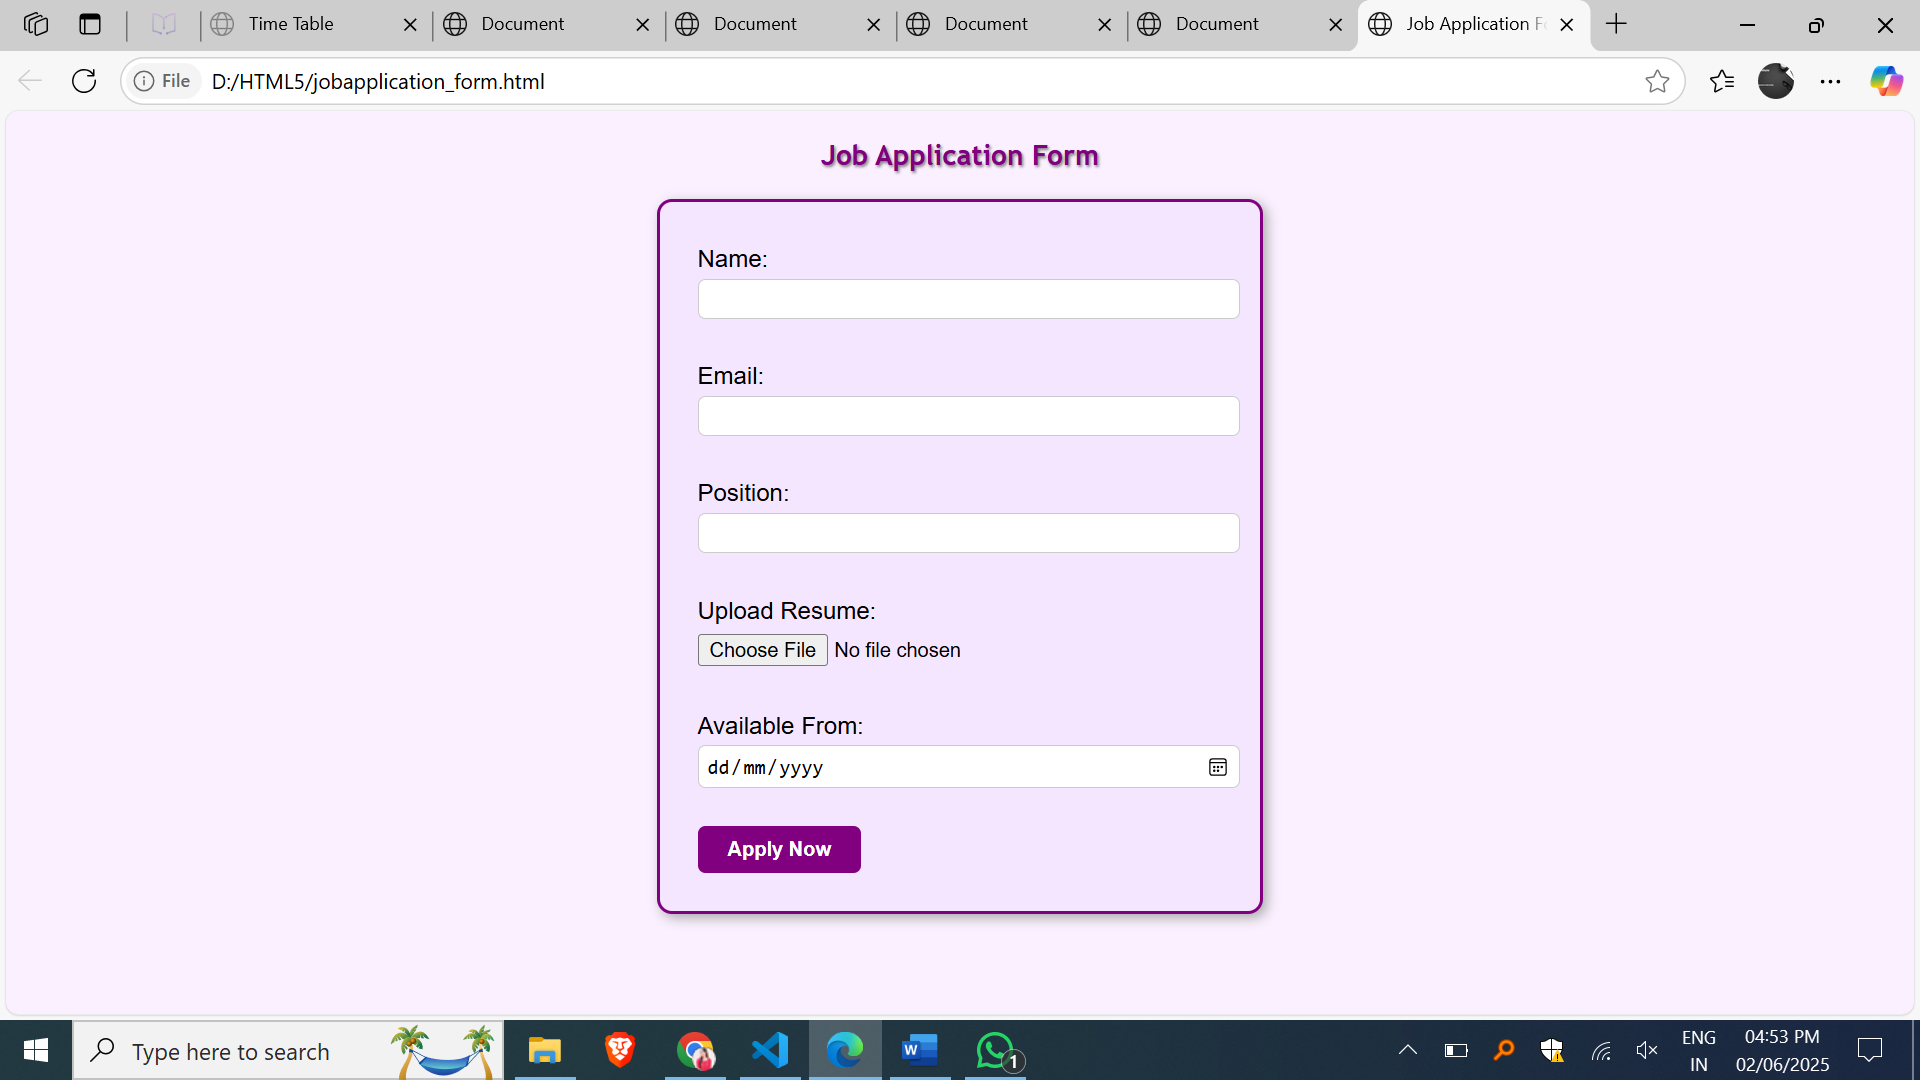 Time Table
Document
Document
Document
Document
Job Application F
File
D:/HTML5/jobapplication_form.html
Job Application Form
Name:
Email:
Position:
Upload Resume:
Choose File No file chosen
Available From:
dd/mm/yyyy
Apply Now
Type here to search
W
1
ENG
IN
04:53 PM
02/06/2025